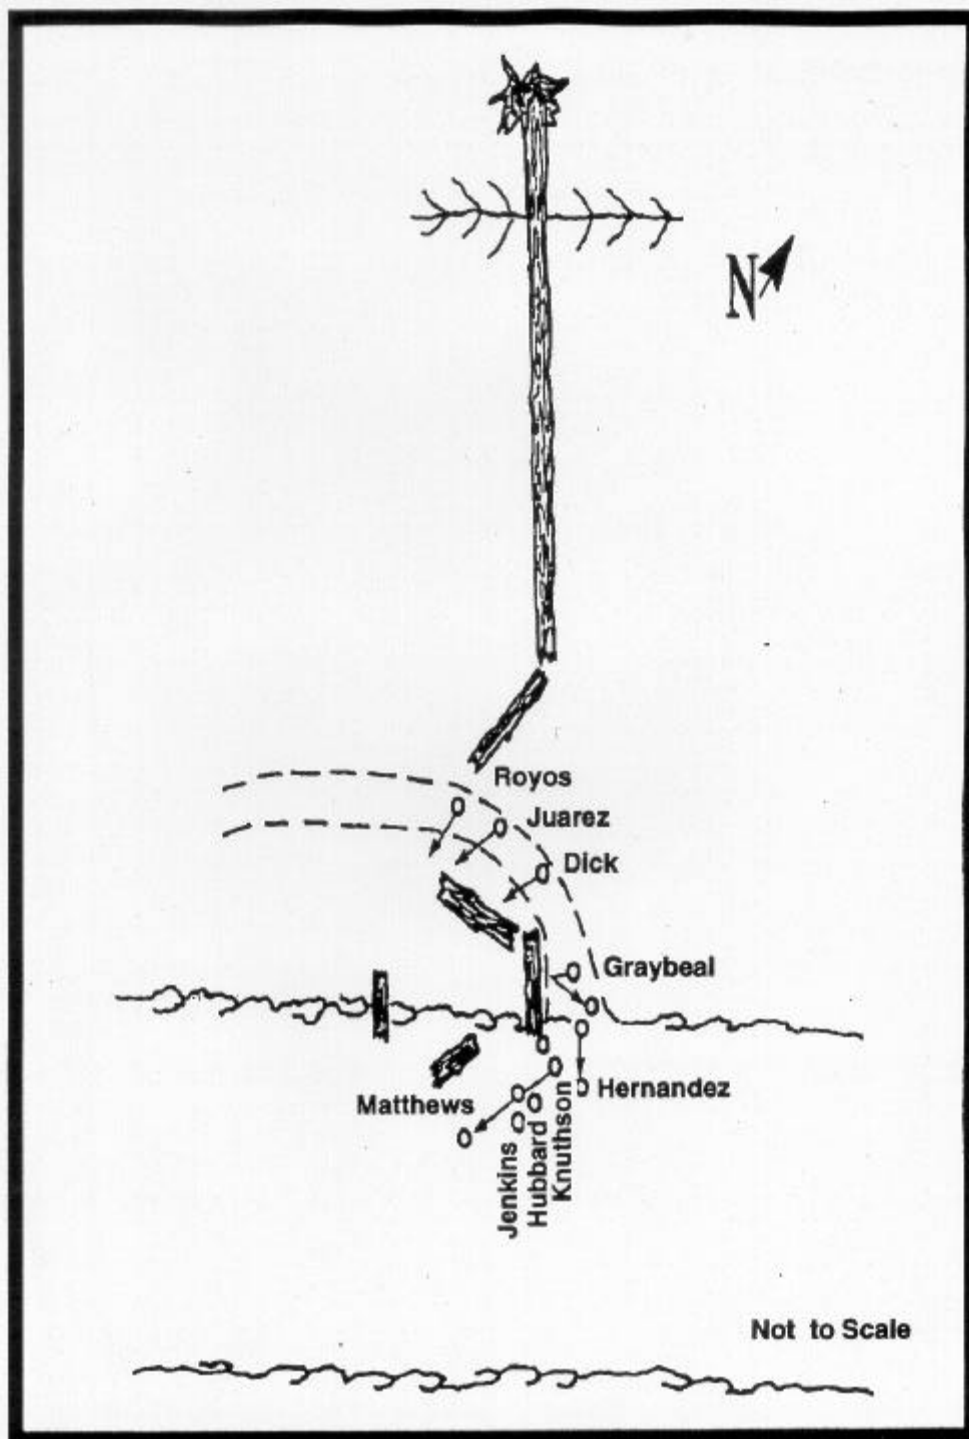 N
Royos
Juarez
Dick
Graybeal
Hernandez
Matthews
Jenkins
Hubbard
Knuthson
Not to Scale